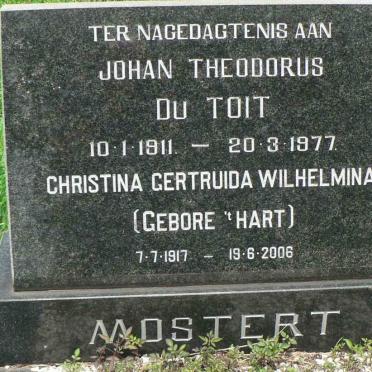 TER NAGEDAGTENIS AAN
JOHAN THEODORUS
DU TOIT
10·1·1911. — 20·3·1977.
CHRISTINA GERTRUIDA WILHELMINA
(GEBORE 't HART)
7·7·1917 — 19·6·2006
MOSTERT